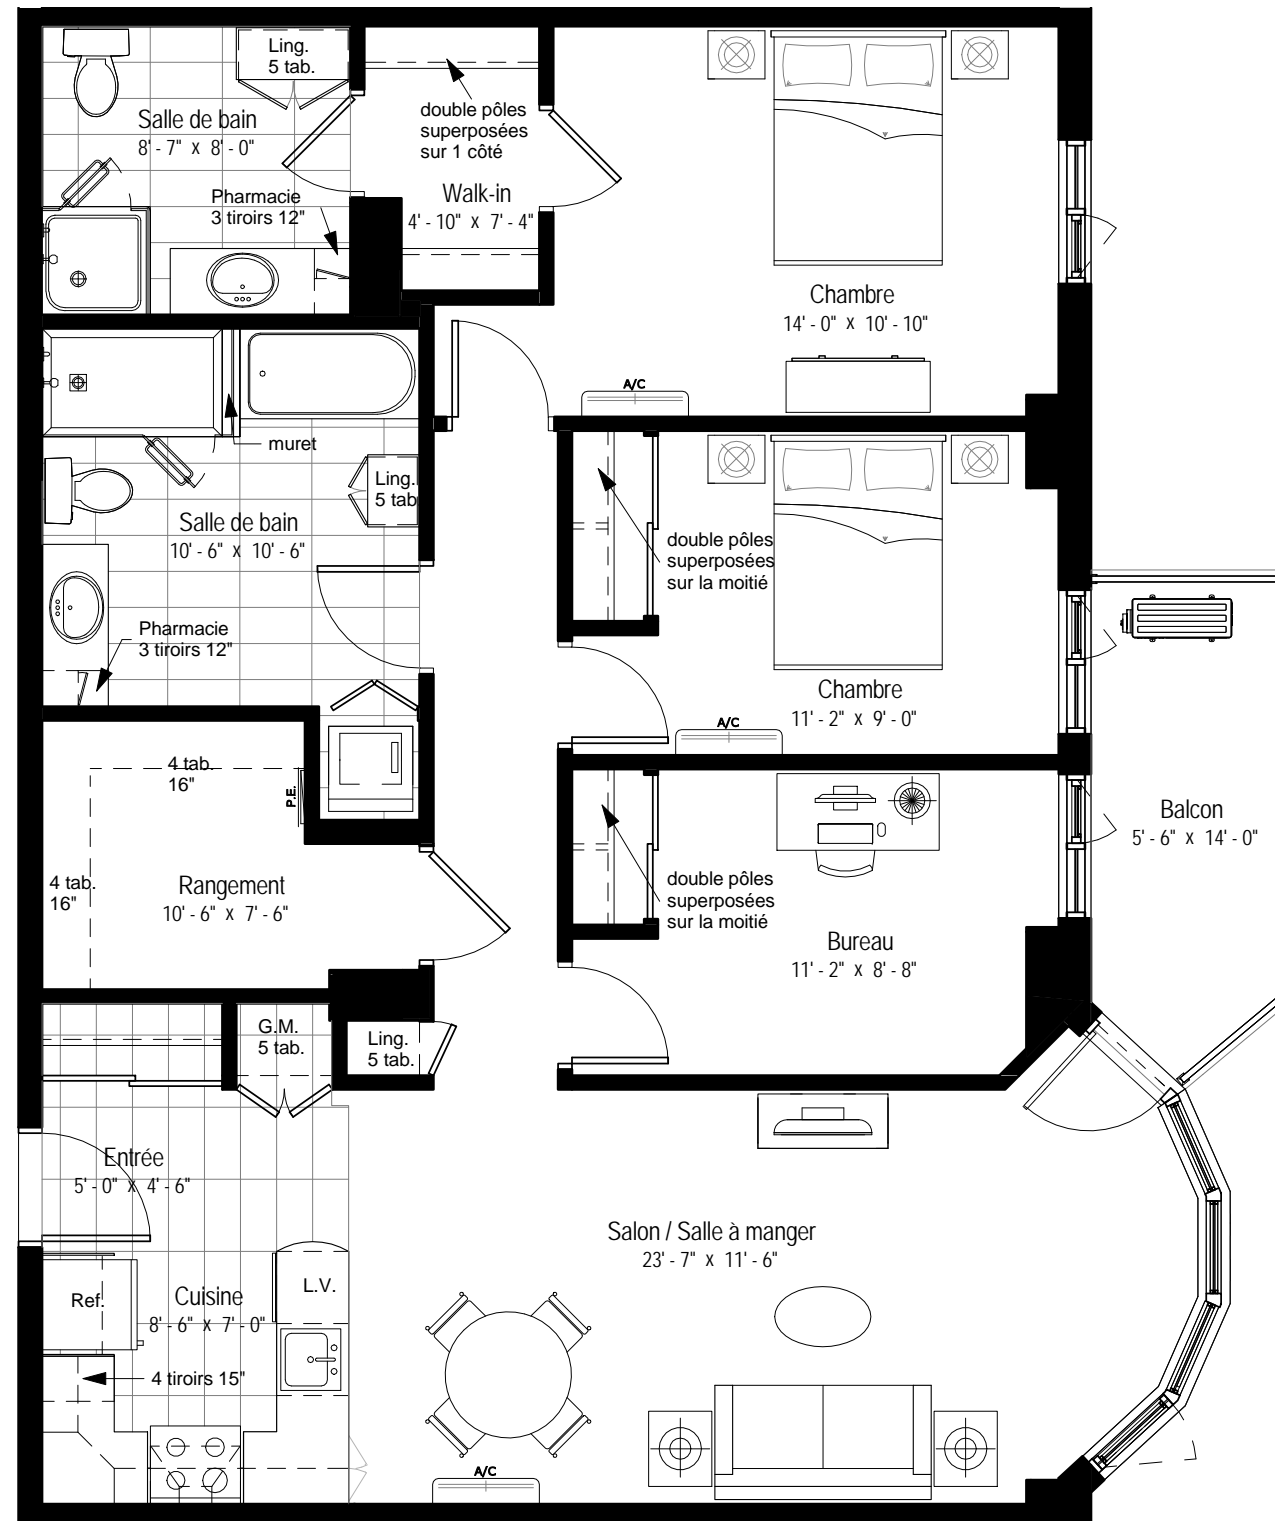 Ling.
5 tab.
Salle de bain
8' - 7" x 8' - 0"
double pôles
superposées
sur 1 côté
Pharmacie
3 tiroirs 12"
Walk-in
4' - 10" x 7' - 4"
Chambre
14' - 0" x 10' - 10"
A/C
muret
Ling.
5 tab
Salle de bain
10' - 6" x 10' - 6"
double pôles
superposées
sur la moitié
Pharmacie
3 tiroirs 12"
Chambre
11' - 2" x 9' - 0"
A/C
4 tab.
16"
P.E.
Balcon
5' - 6" x 14' - 0"
4 tab.
16"
Rangement
10' - 6" x 7' - 6"
double pôles
superposées
sur la moitié
Bureau
11' - 2" x 8' - 8"
G.M.
5 tab.
Ling.
5 tab.
Entrée
5' - 0" x 4' - 6"
Salon / Salle à manger
23' - 7" x 11' - 6"
Ref.
Cuisine
8' - 6" x 7' - 0"
L.V.
4 tiroirs 15"
A/C